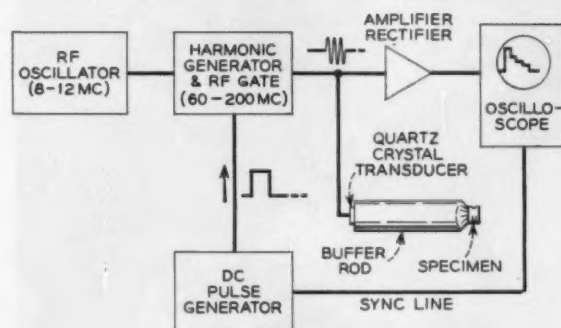 RF
OSCILLATOR
(8-12 MC)
HARMONIC
GENERATOR
& RF GATE
(60-200 MC)
AMPLIFIER
RECTIFIER
OSCILLO-
SCOPE
QUARTZ
CRYSTAL
TRANSDUCER
BUFFER
ROD
SPECIMEN
DC
PULSE
GENERATOR
SYNC LINE